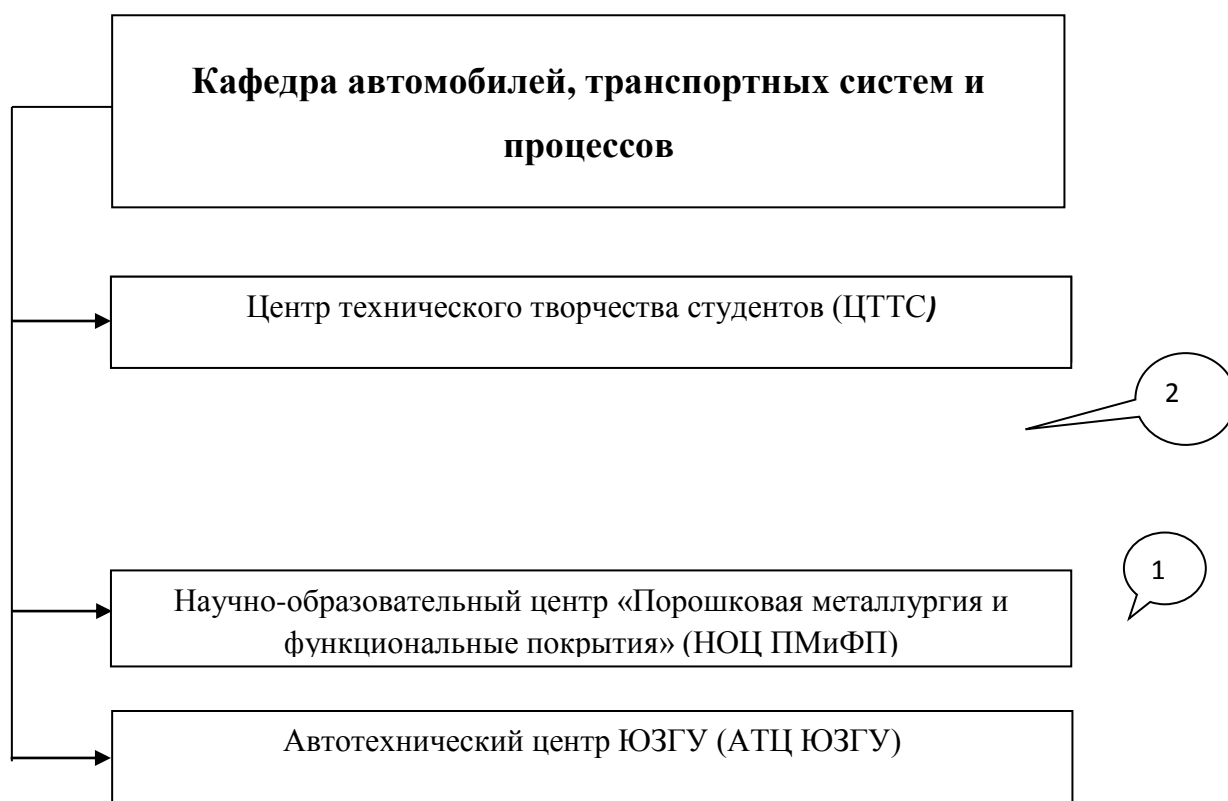 Кафедра автомобилей, транспортных систем и
процессов
Центр технического творчества студентов (ЦТТС)
2
1
Научно-образовательный центр «Порошковая металлургия и
функциональные покрытия» (НОЦ ПМиФП)
Автотехнический центр ЮЗГУ (АТЦ ЮЗГУ)